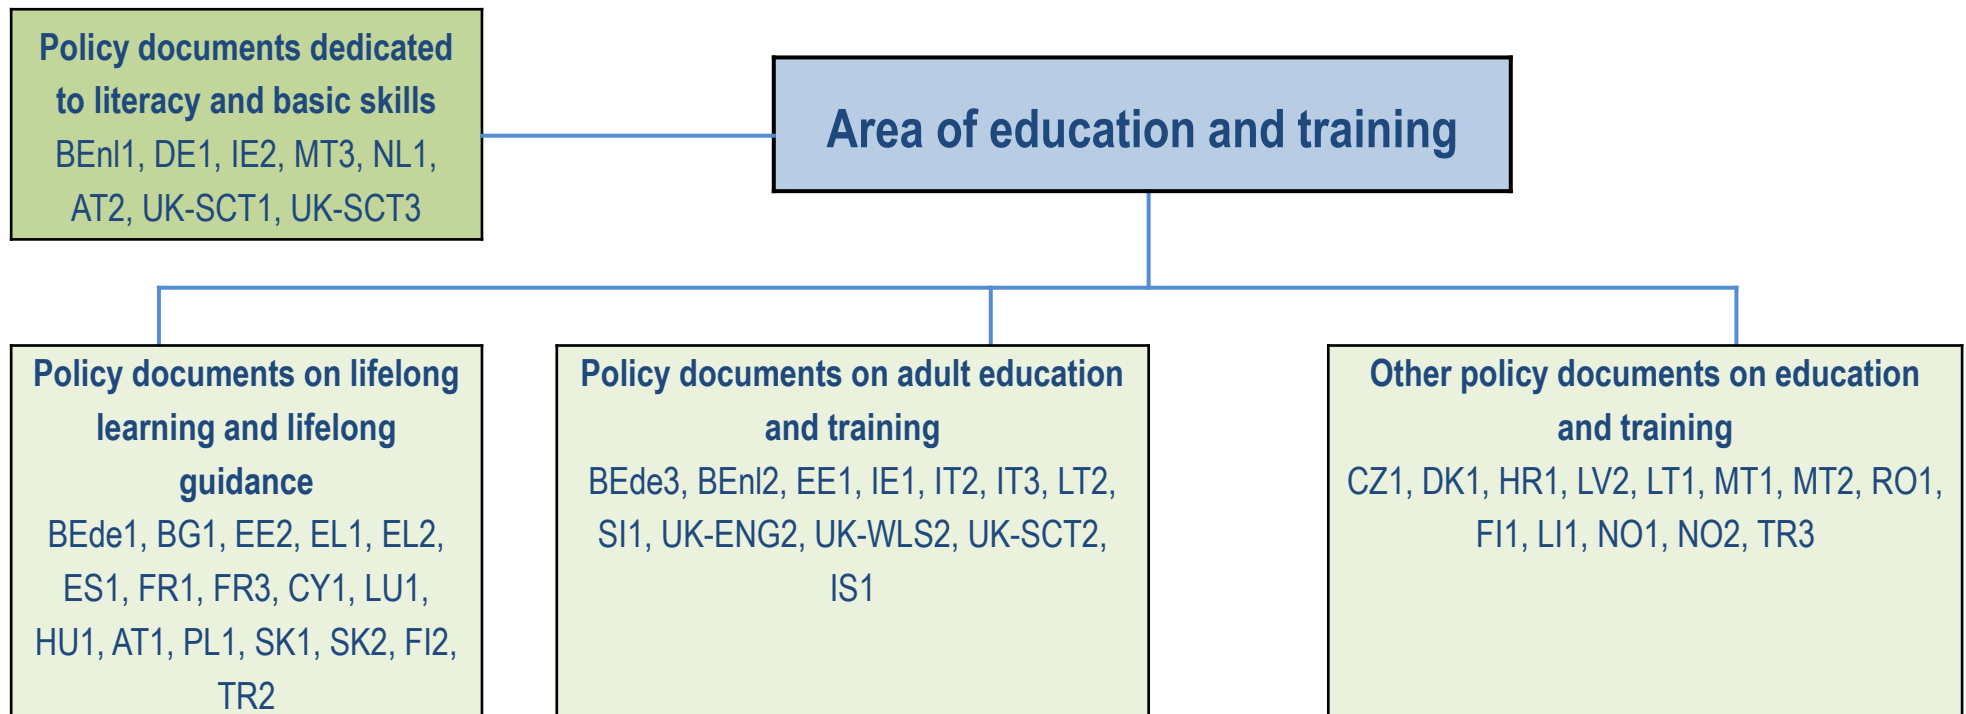 Policy documents dedicated
to literacy and basic skills
BEnl1, DE1, IE2, MT3, NL1,
AT2, UK-SCT1, UK-SCT3
Area of education and training
Policy documents on lifelong
learning and lifelong
guidance
BEde1, BG1, EE2, EL1, EL2,
ES1, FR1, FR3, CY1, LU1,
HU1, AT1, PL1, SK1, SK2, FI2,
TR2
Policy documents on adult education
and training
BEde3, BEnl2, EE1, IE1, IT2, IT3, LT2,
SI1, UK-ENG2, UK-WLS2, UK-SCT2,
IS1
Other policy documents on education
and training
CZ1, DK1, HR1, LV2, LT1, MT1, MT2, RO1,
FI1, LI1, NO1, NO2, TR3